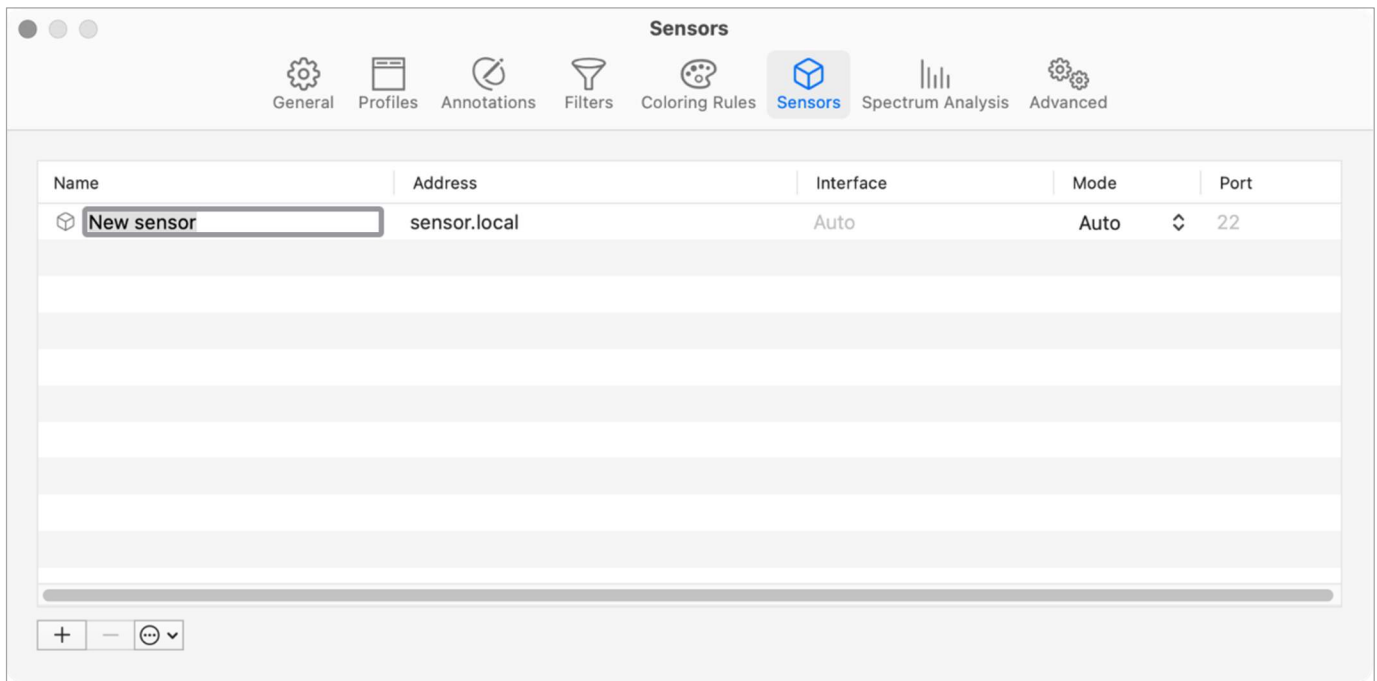 Sensors
General Profiles Annotations Filters Coloring Rules Sensors Spectrum Analysis Advanced
Name Address Interface Mode Port
New sensor sensor.local Auto Auto 22